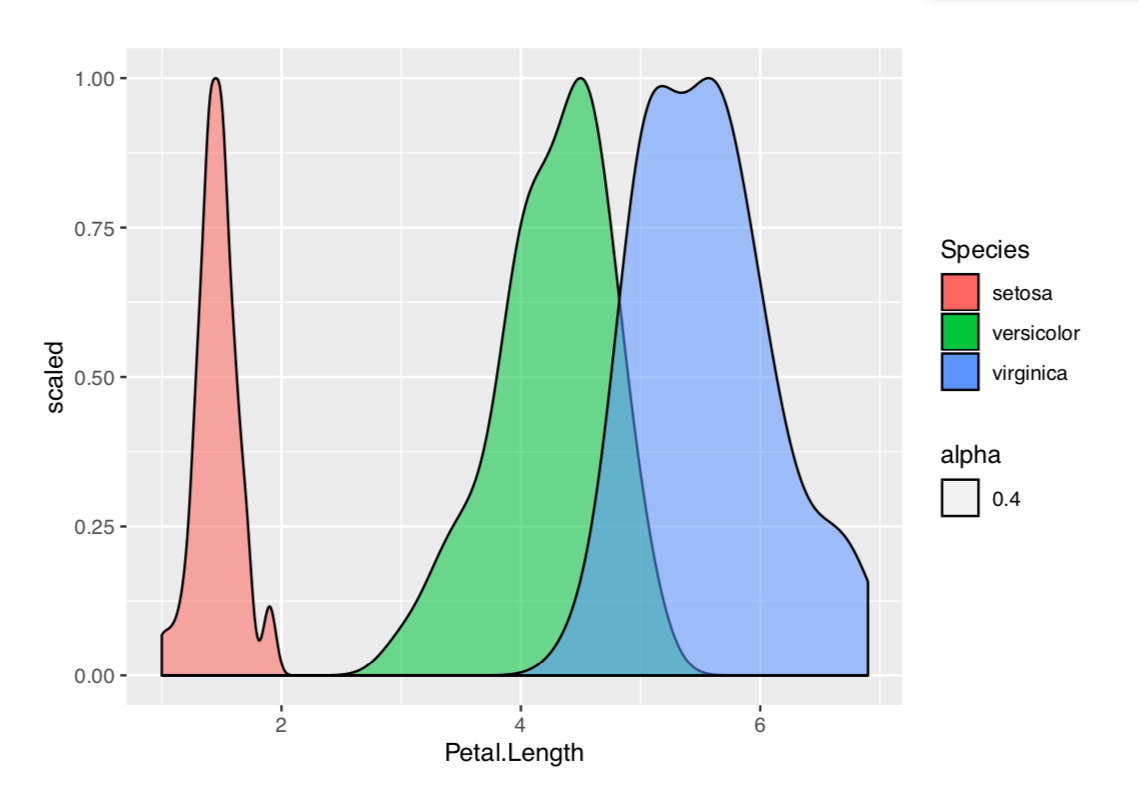 1.00
0.75
0.50
0.25
0.00
scaled
2 4 6
Petal.Length
Species
setosa
versicolor
virginica
alpha
0.4